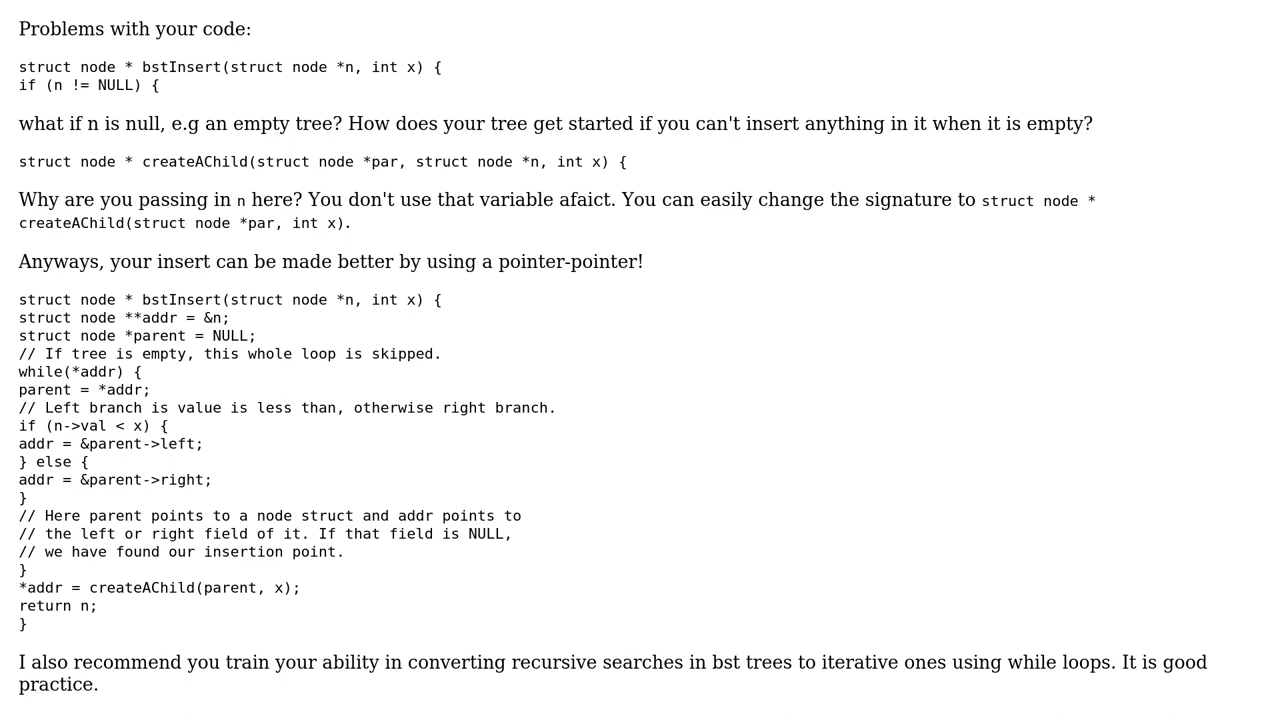 Problems with your code:
struct node * bstInsert(struct node *n, int x) {
if (n != NULL) {
what if n is null, e.g an empty tree? How does your tree get started if you can't insert anything in it when it is empty?
struct node * createAChild(struct node *par, struct node *n, int x) {
Why are you passing in n here? You don't use that variable afaict. You can easily change the signature to struct node *
createAChild(struct node *par, int x).
Anyways, your insert can be made better by using a pointer-pointer!
struct node * bstInsert(struct node *n, int x) {
struct node **addr = &n;
struct node *parent = NULL;
// If tree is empty, this whole loop is skipped.
while(*addr) {
parent = *addr;
// Left branch is value is less than, otherwise right branch.
if (n->val < x) {
addr = &parent->left;
} else {
addr = &parent->right;
}
// Here parent points to a node struct and addr points to
// the left or right field of it. If that field is NULL,
// we have found our insertion point.
}
*addr = createAChild(parent, x);
return n;
}
I also recommend you train your ability in converting recursive searches in bst trees to iterative ones using while loops. It is good
practice.